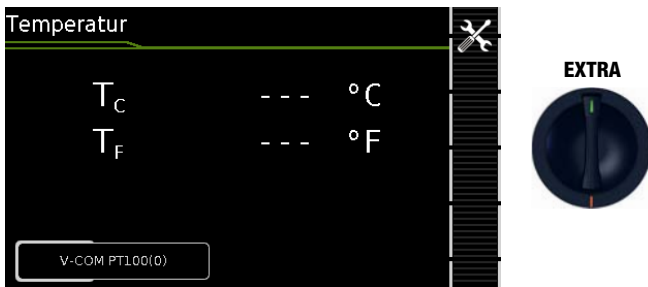 Temperatur
T_C --- °C
T_F --- °F
V-COM PT100(0)
EXTRA